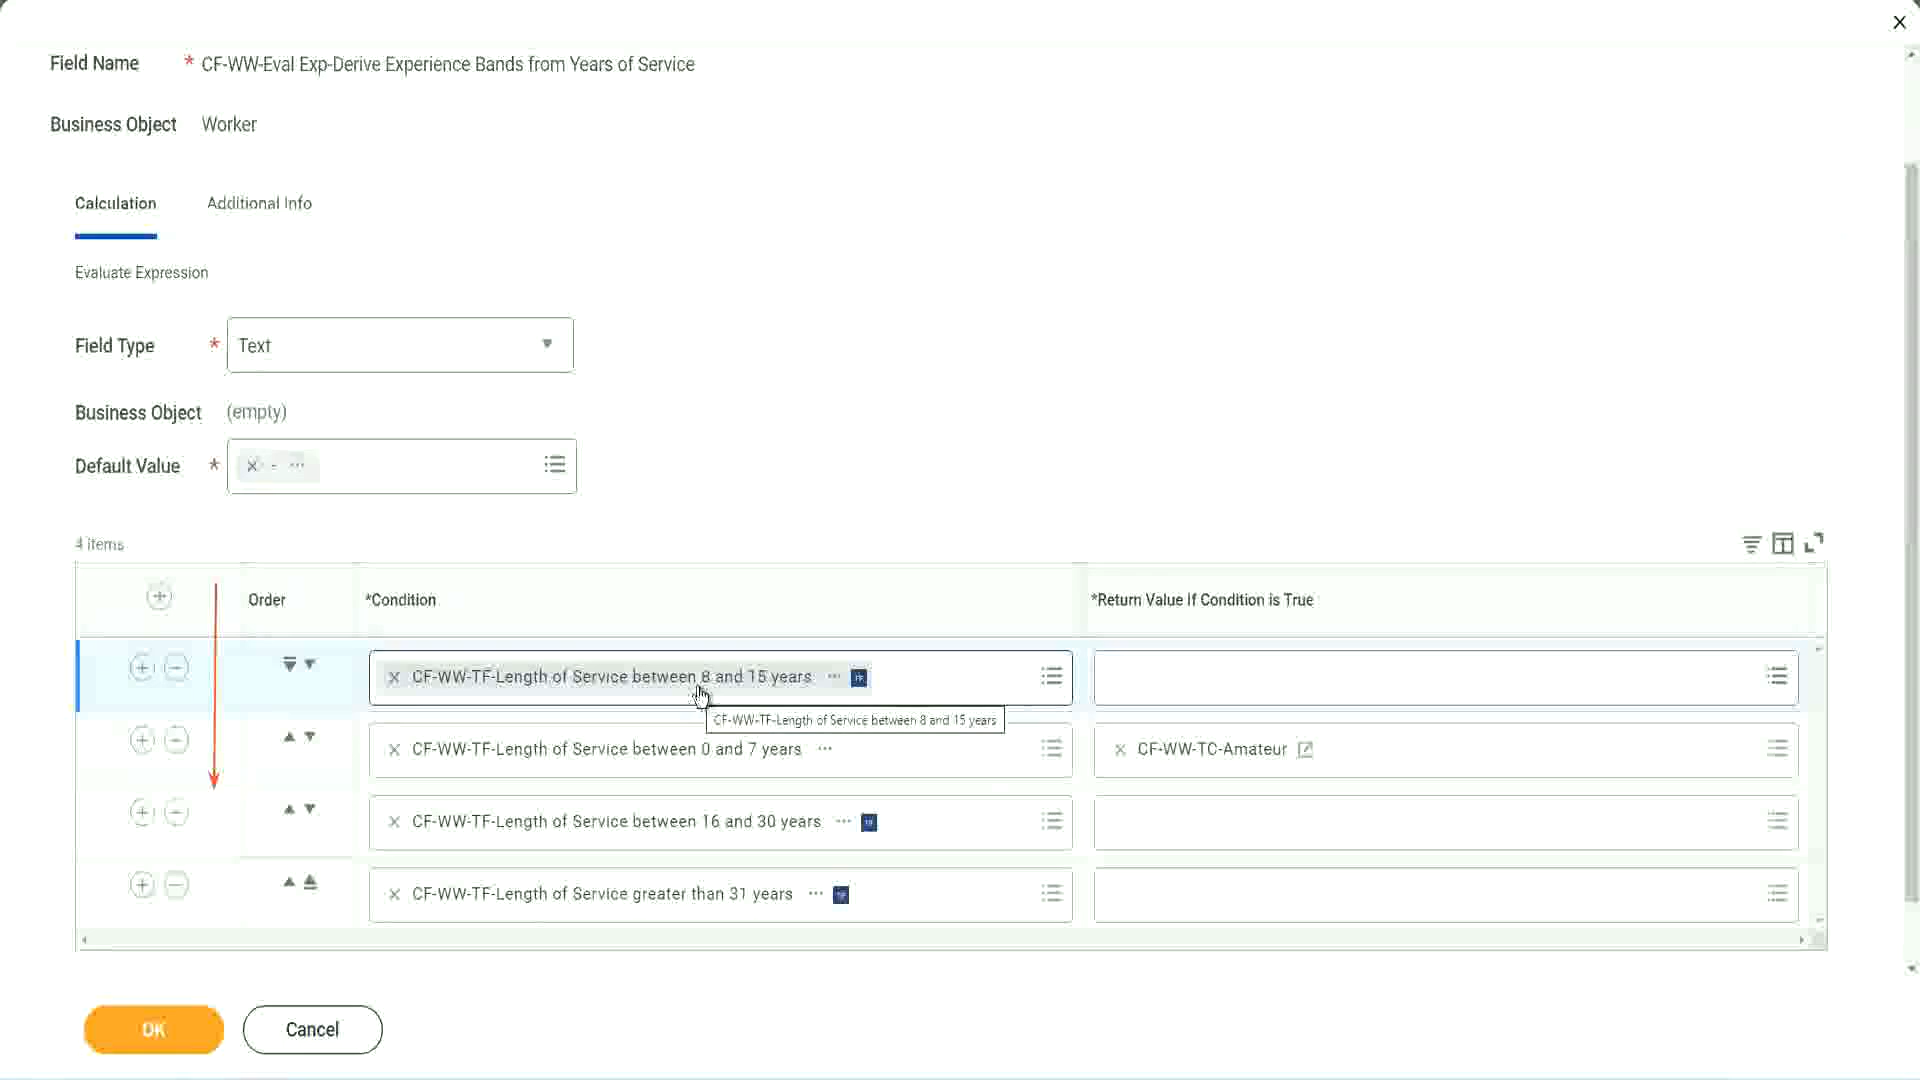 Field Name * CF-WW-Eval Exp-Derive Experience Bands from Years of Service
Business Object Worker
Calculation Additional Info
Evaluate Expression
Field Type * Text
Business Object (empty)
Default Value * × - ...
4 items
Order *Condition *Return Value If Condition is True
CF-WW-TF-Length of Service between 8 and 15 years ...
CF-WW-TF-Length of Service between 8 and 15 years
CF-WW-TF-Length of Service between 0 and 7 years ... CF-WW-TC-Amateur
CF-WW-TF-Length of Service between 16 and 30 years ...
CF-WW-TF-Length of Service greater than 31 years ...
OK Cancel